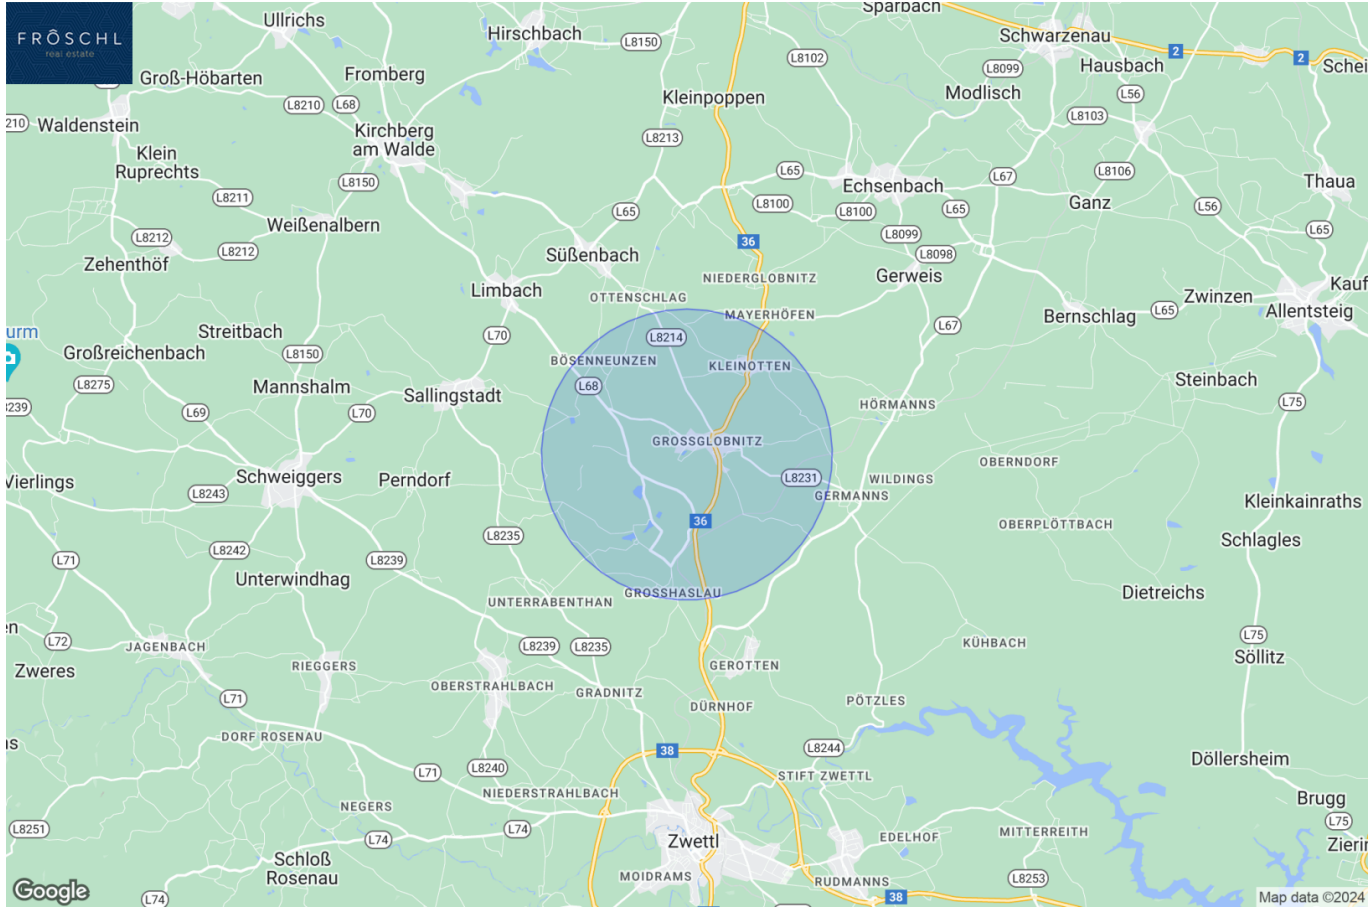 FRÖSCHL
real estate
Ullrichs
Hirschbach
L8150
Sparbach
Schwarzenau
2
2
L8102
Hausbach
Groß-Höbarten
Fromberg
L8099
Modlisch
L56
L8210
L68
Kleinpoppen
L8103
Waldenstein
Kirchberg
am Walde
L8213
Klein
Ruprechts
L8150
L65
L67
L8106
Thaua
Echsenbach
L8211
L8100
L8100
L65
Ganz
L56
L65
Weißenalbern
L65
L8212
L8212
36
L8099
L8098
Zehenthöf
Süßenbach
NIEDERGLOBNITZ
Gerweis
Limbach
OTTENSCHLAG
Zwinzen
L65
Allentsteig
MAYERHÖFEN
Bernschlag
Streitbach
L70
L8214
L67
Großreichenbach
L8150
BÖSENNEUNZEN
KLEINOTTEN
L8275
Mannshalm
Sallingstadt
L68
Steinbach
L69
L70
HÖRMANNS
L75
GROSSGLOBNITZ
OBERNDORF
Schweiggers
Perndorf
L8231
WILDINGS
L8243
GERMANNS
Kleinkainraths
36
OBERPLÖTTBACH
L8235
Schlagles
L8242
L71
L8239
Unterwindhag
GROSSHASLAU
Dietreichs
UNTERRABENTHAN
L72
L75
JAGENBACH
L8239
L8235
KÜHBACH
Söllitz
Zweres
RIEGGERS
GEROTTEN
OBERSTRAHLBACH
GRADNITZ
L71
DÜRNHOF
PÖTZLES
DORF ROSENAU
38
L8244
L71
L8240
STIFT ZWETTL
Döllersheim
NIEDERSTRAHLBACH
NEGERS
Brugg
L8251
L74
L74
L75
Zwettl
EDELHOF
MITTERREITH
Schloß
Rosenau
MOIDRAMS
RUDMANNS
L8253
L74
38
Google
Map data ©2024